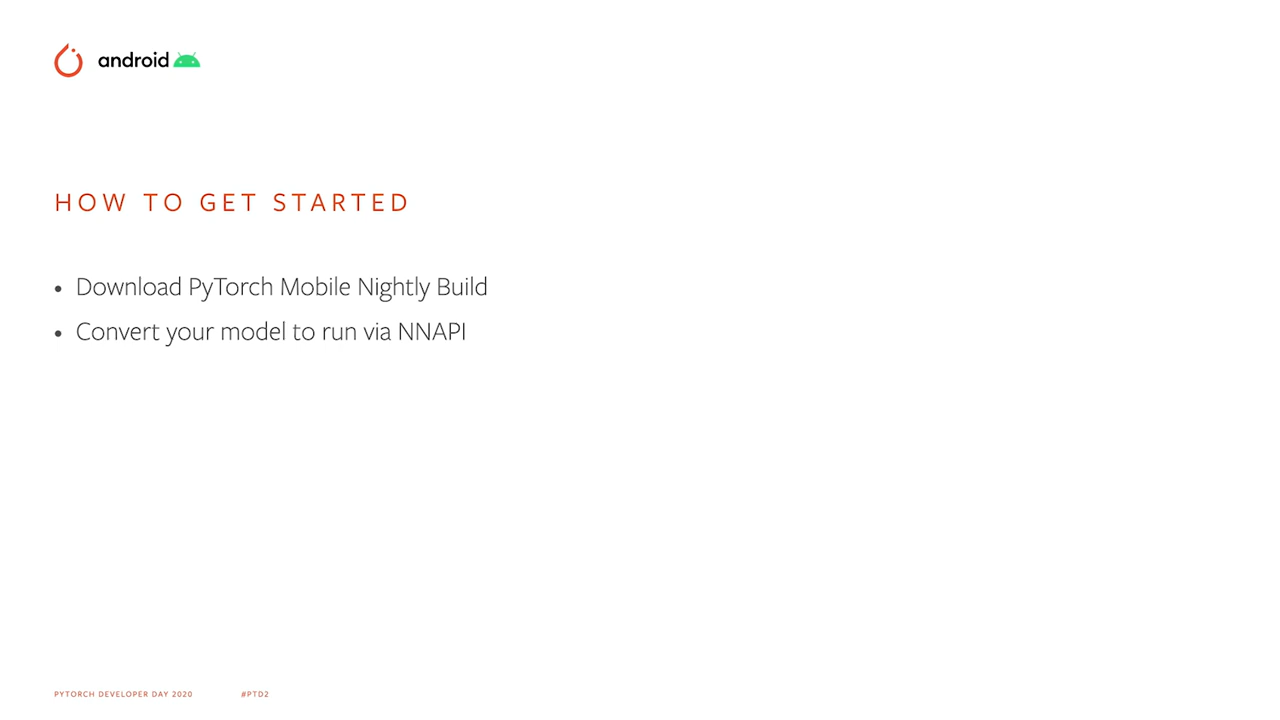 android
HOW TO GET STARTED
• Download PyTorch Mobile Nightly Build
• Convert your model to run via NNAPI
PYTORCH DEVELOPER DAY 2020 #PTD2